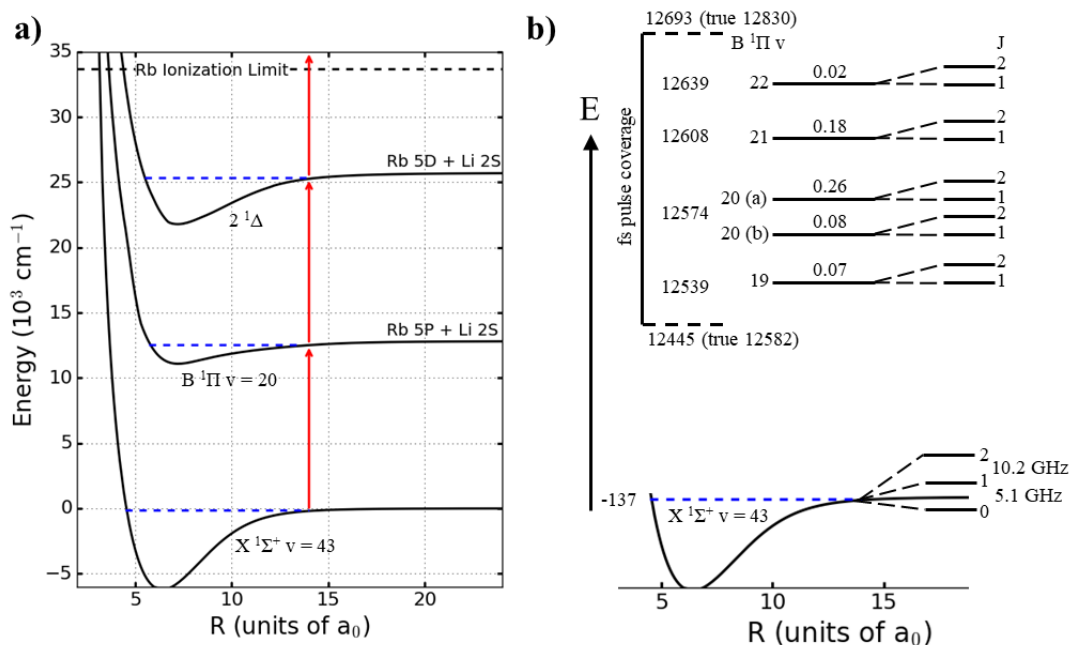 a)
35
30
25
20
15
10
5
0
−5
Energy (10³ cm⁻¹)
Rb Ionization Limit
Rb 5D + Li 2S
2 ¹Δ
Rb 5P + Li 2S
B ¹Π v = 20
X ¹Σ⁺ v = 43
5 10 15 20
R (units of a₀)
b)
12693 (true 12830)
B ¹Π v
J
E
fs pulse coverage
12639 22 0.02 2
1
12608 21 0.18 2
1
12574
20 (a) 0.26 2
1
20 (b) 0.08 2
1
12539 19 0.07 2
1
12445 (true 12582)
-137
X ¹Σ⁺ v = 43
2
10.2 GHz
1
5.1 GHz
0
5 10 15
R (units of a₀)